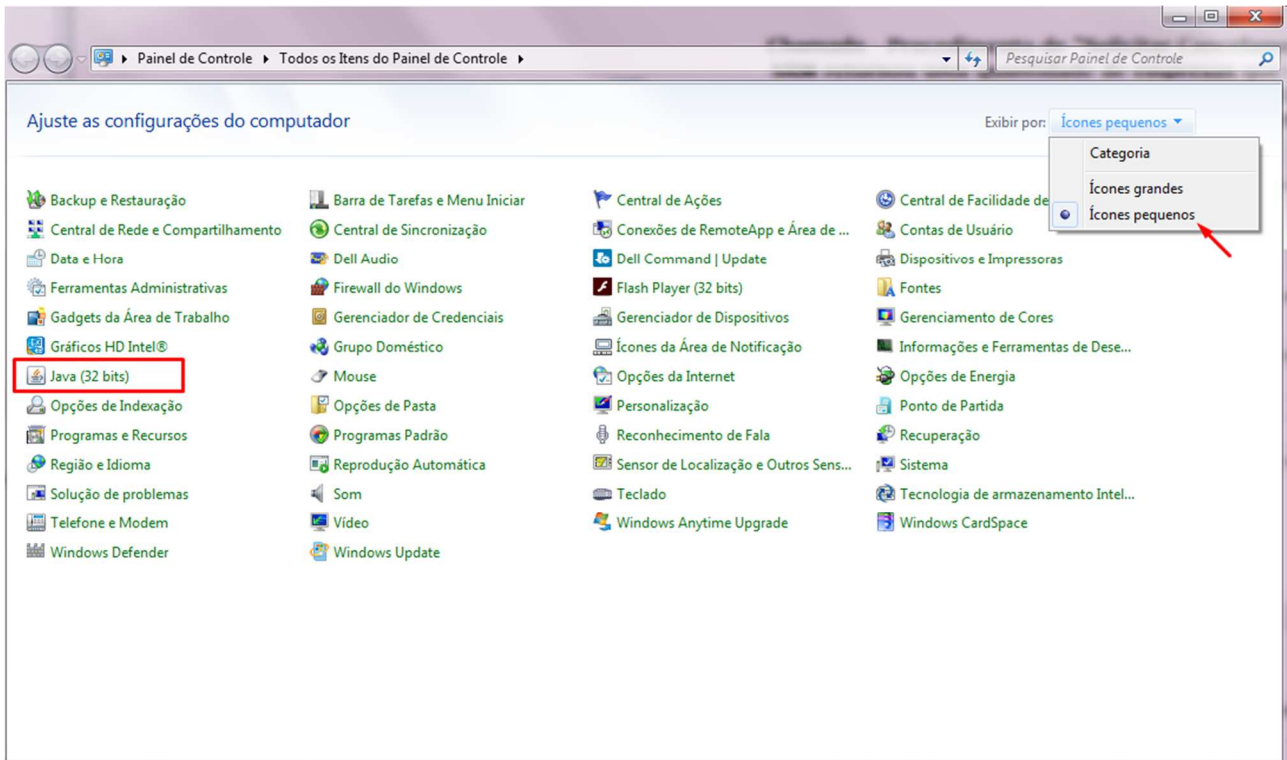 Painel de Controle ▸ Todos os Itens do Painel de Controle ▸
Pesquisar Painel de Controle
Ajuste as configurações do computador
Exibir por: Ícones pequenos
Categoria
Ícones grandes
Ícones pequenos
Backup e Restauração
Barra de Tarefas e Menu Iniciar
Central de Ações
Central de Facilidade de
Central de Rede e Compartilhamento
Central de Sincronização
Conexões de RemoteApp e Área de ...
Contas de Usuário
Data e Hora
Dell Audio
Dell Command | Update
Dispositivos e Impressoras
Ferramentas Administrativas
Firewall do Windows
Flash Player (32 bits)
Fontes
Gadgets da Área de Trabalho
Gerenciador de Credenciais
Gerenciador de Dispositivos
Gerenciamento de Cores
Gráficos HD Intel®
Grupo Doméstico
Ícones da Área de Notificação
Informações e Ferramentas de Dese...
Java (32 bits)
Mouse
Opções da Internet
Opções de Energia
Opções de Indexação
Opções de Pasta
Personalização
Ponto de Partida
Programas e Recursos
Programas Padrão
Reconhecimento de Fala
Recuperação
Região e Idioma
Reprodução Automática
Sensor de Localização e Outros Sens...
Sistema
Solução de problemas
Som
Teclado
Tecnologia de armazenamento Intel...
Telefone e Modem
Vídeo
Windows Anytime Upgrade
Windows CardSpace
Windows Defender
Windows Update